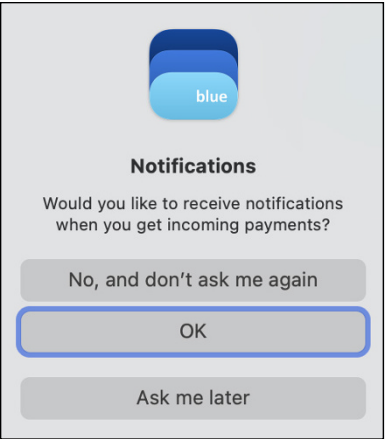 blue
Notifications
Would you like to receive notifications
when you get incoming payments?
No, and don’t ask me again
OK
Ask me later